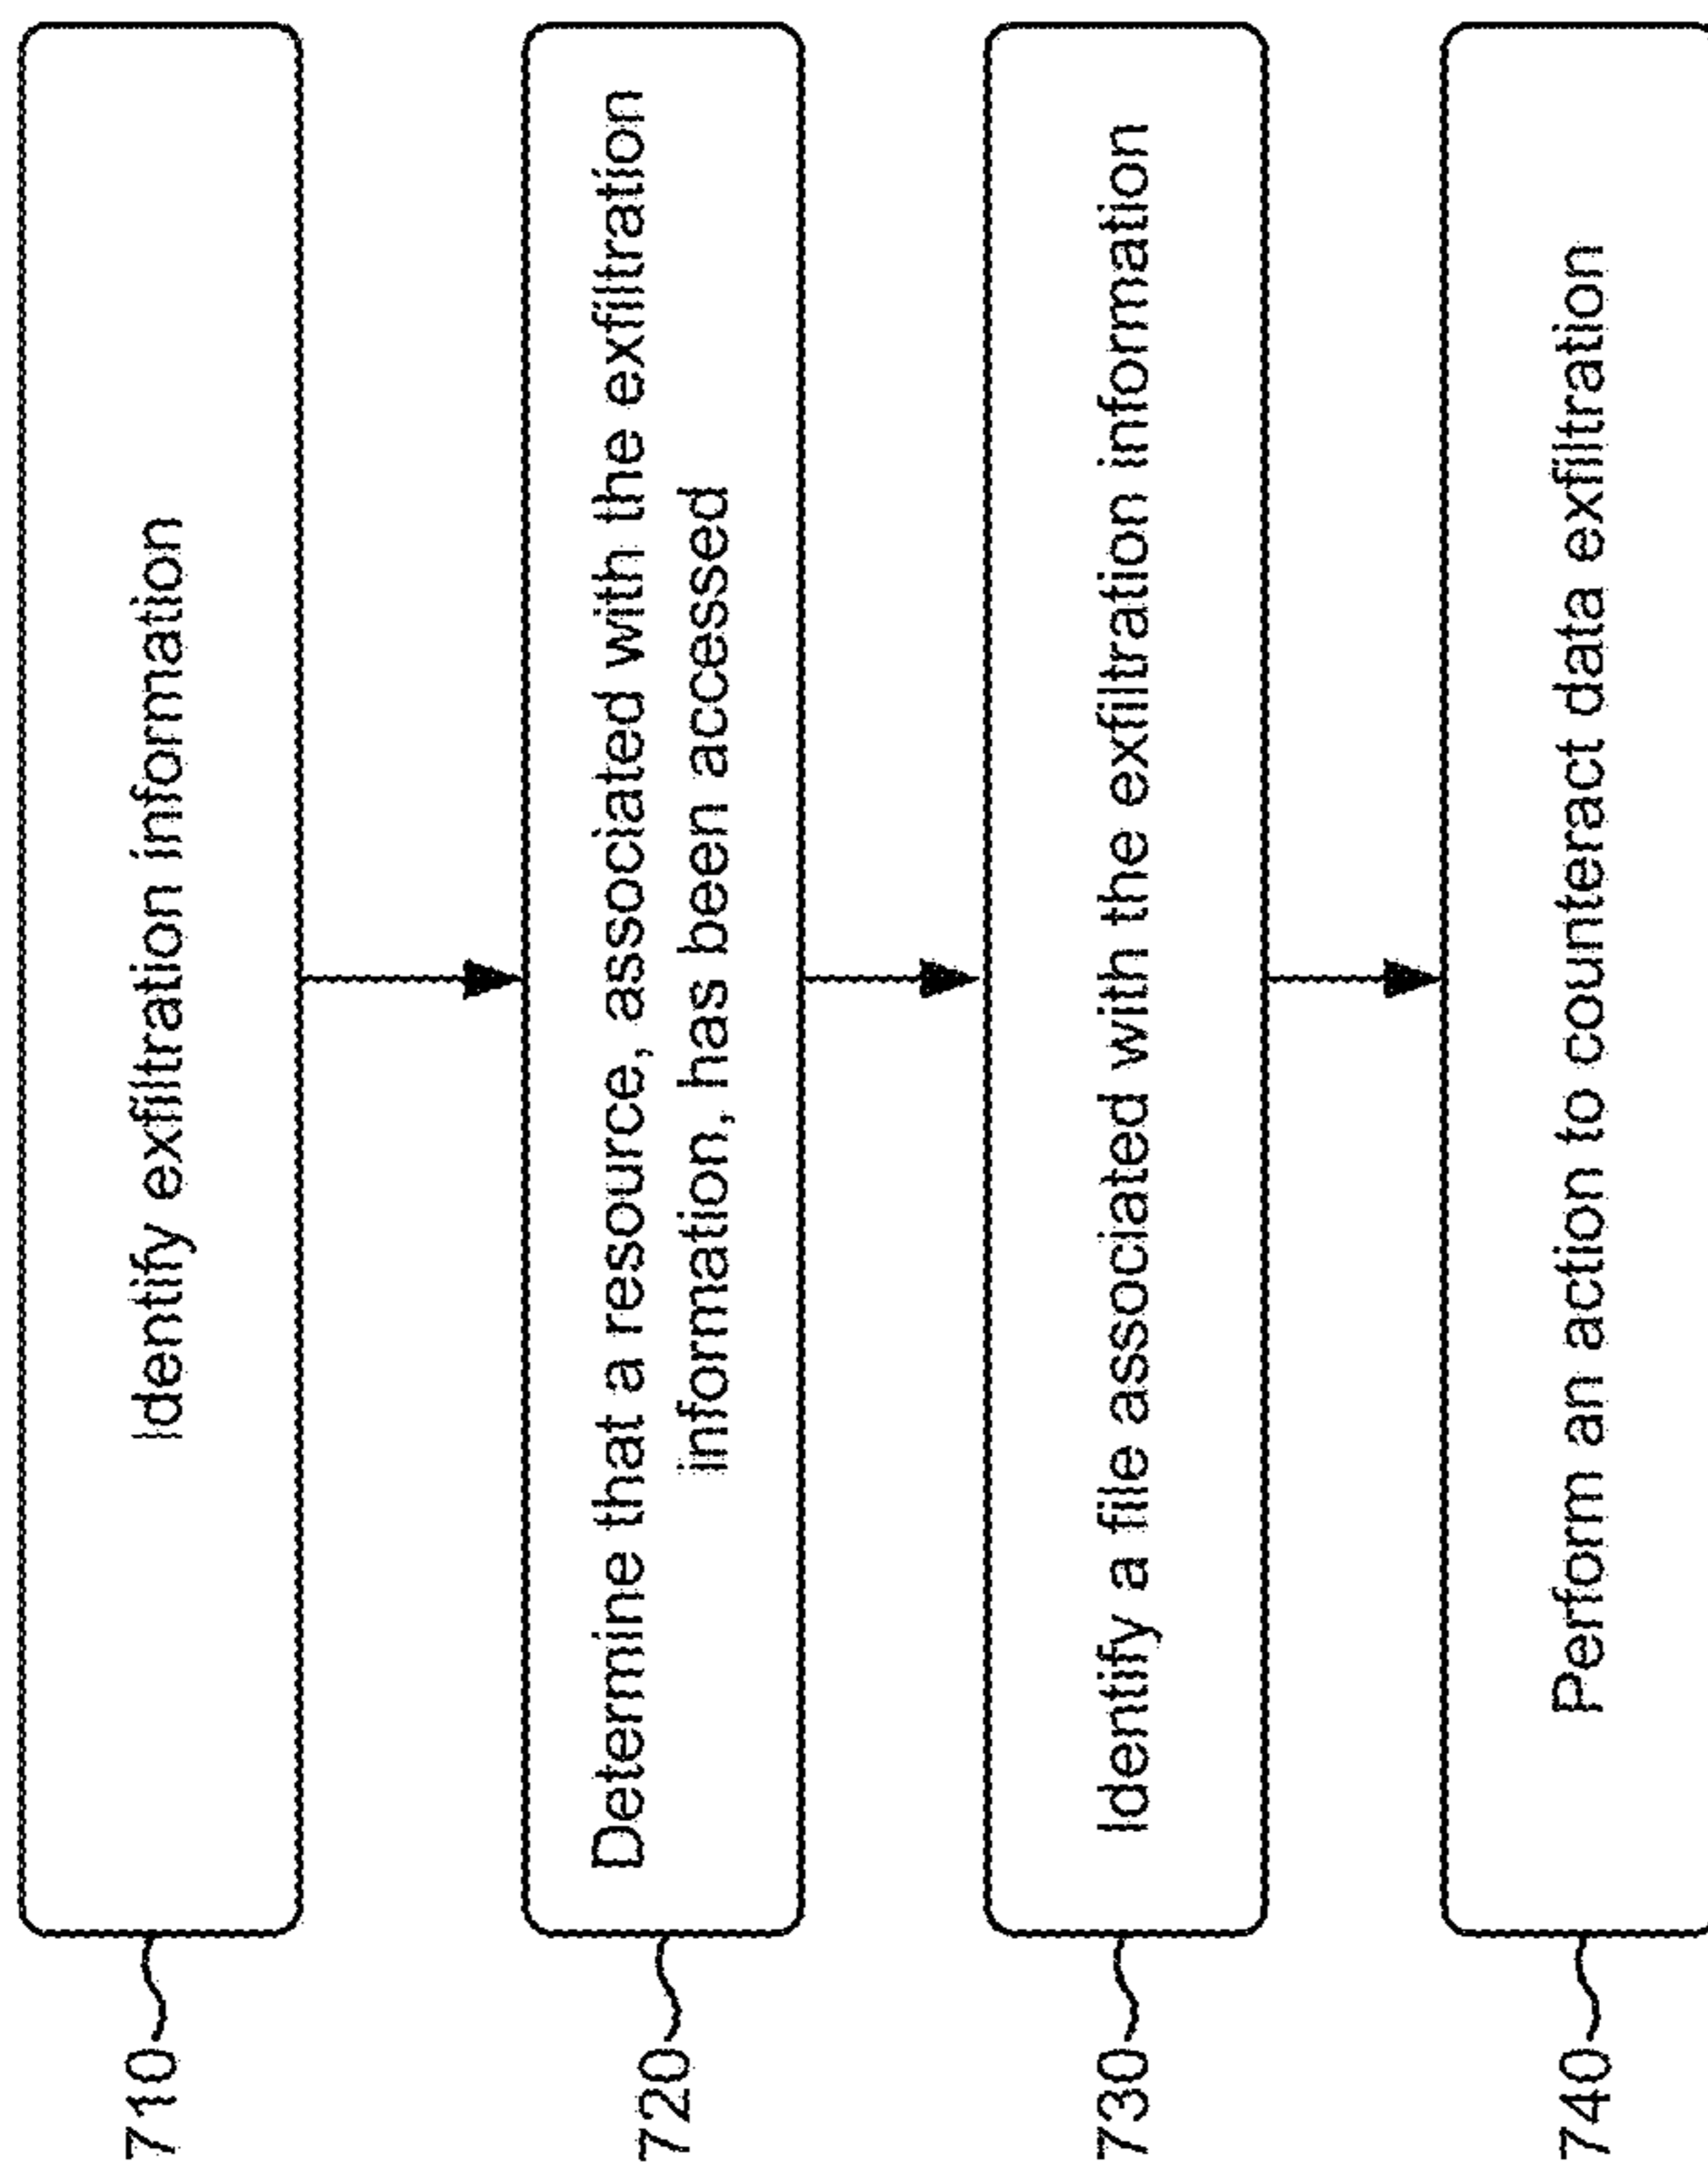 710
Identify exfiltration information
720
Determine that a resource, associated with the exfiltration
information, has been accessed
730
Identify a file associated with the exfiltration information
740
Perform an action to counteract data exfiltration